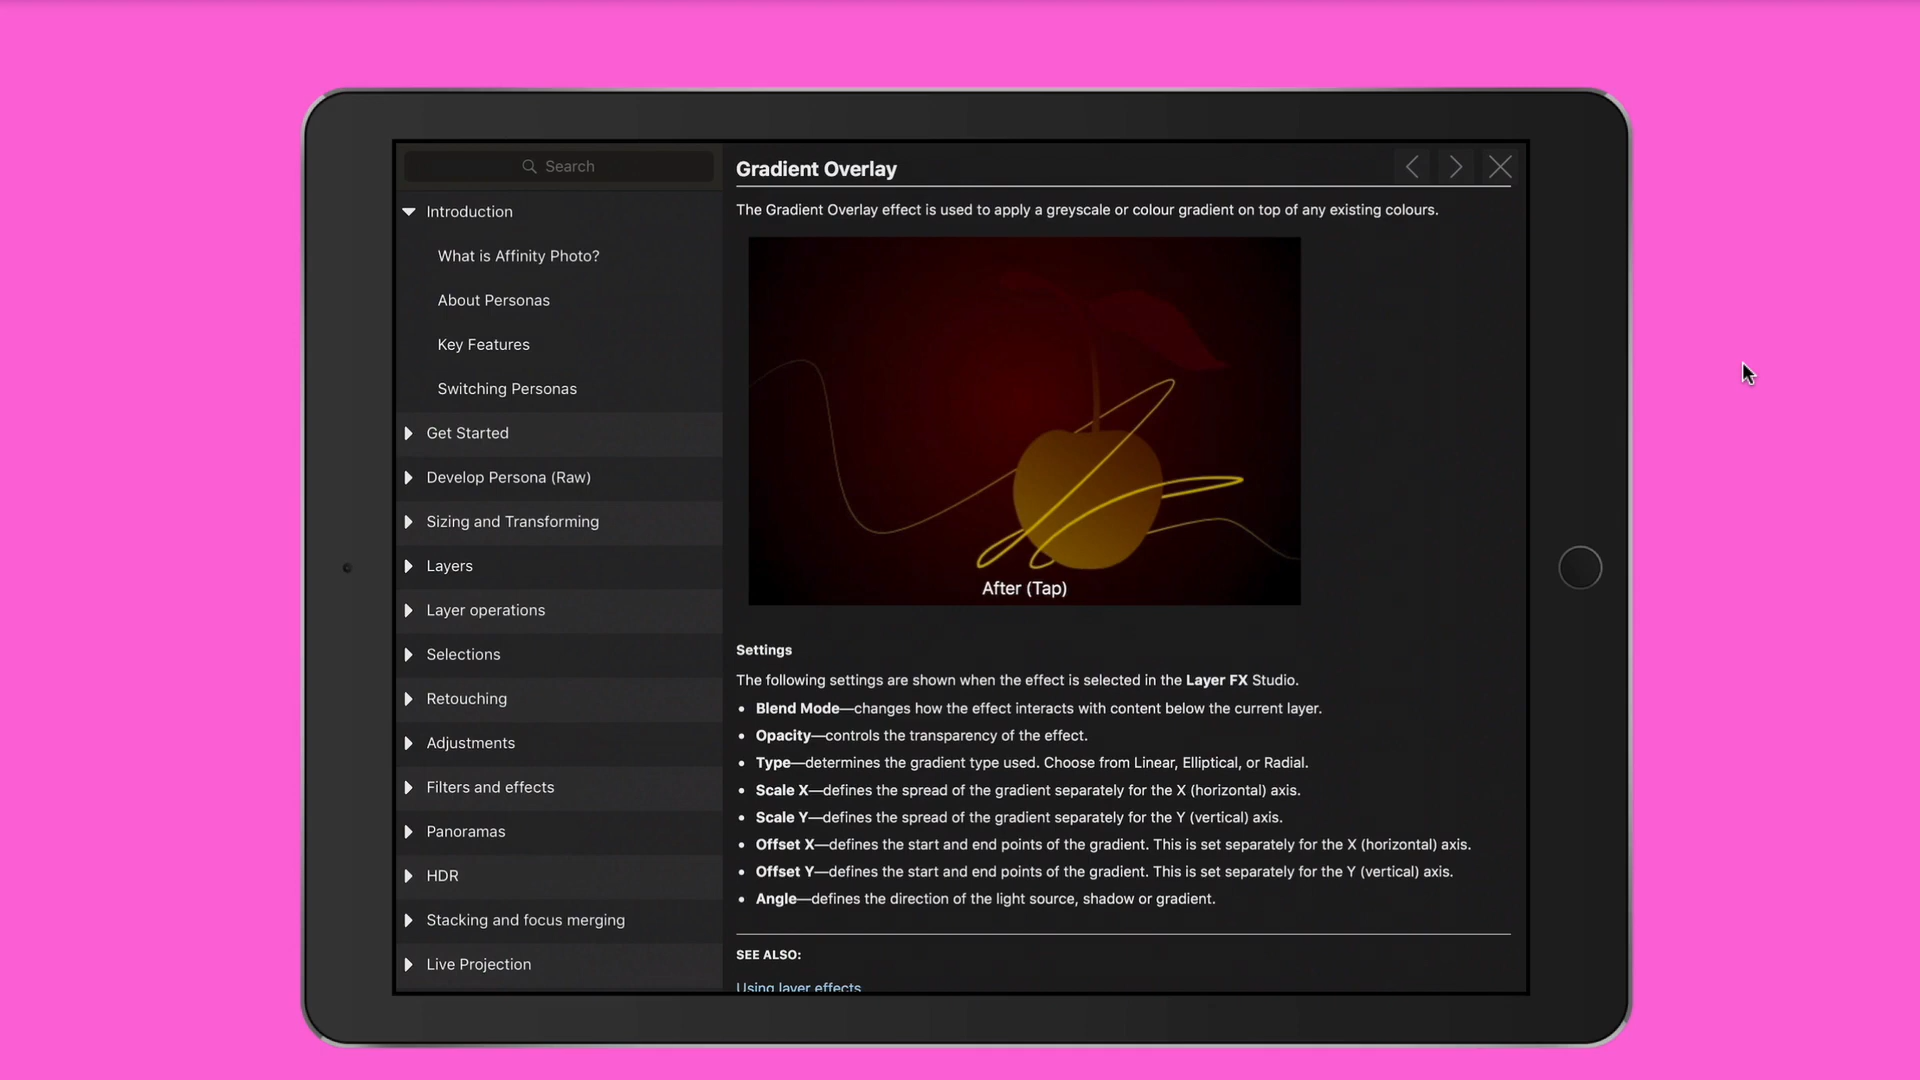 Search
Introduction
What is Affinity Photo?
About Personas
Key Features
Switching Personas
Get Started
Develop Persona (Raw)
Sizing and Transforming
Layers
Layer operations
Selections
Retouching
Adjustments
Filters and effects
Panoramas
HDR
Stacking and focus merging
Live Projection
Gradient Overlay
The Gradient Overlay effect is used to apply a greyscale or colour gradient on top of any existing colours.
After (Tap)
Settings
The following settings are shown when the effect is selected in the Layer FX Studio.
• Blend Mode—changes how the effect interacts with content below the current layer.
• Opacity—controls the transparency of the effect.
• Type—determines the gradient type used. Choose from Linear, Elliptical, or Radial.
• Scale X—defines the spread of the gradient separately for the X (horizontal) axis.
• Scale Y—defines the spread of the gradient separately for the Y (vertical) axis.
• Offset X—defines the start and end points of the gradient. This is set separately for the X (horizontal) axis.
• Offset Y—defines the start and end points of the gradient. This is set separately for the Y (vertical) axis.
• Angle—defines the direction of the light source, shadow or gradient.
SEE ALSO:
Using layer effects